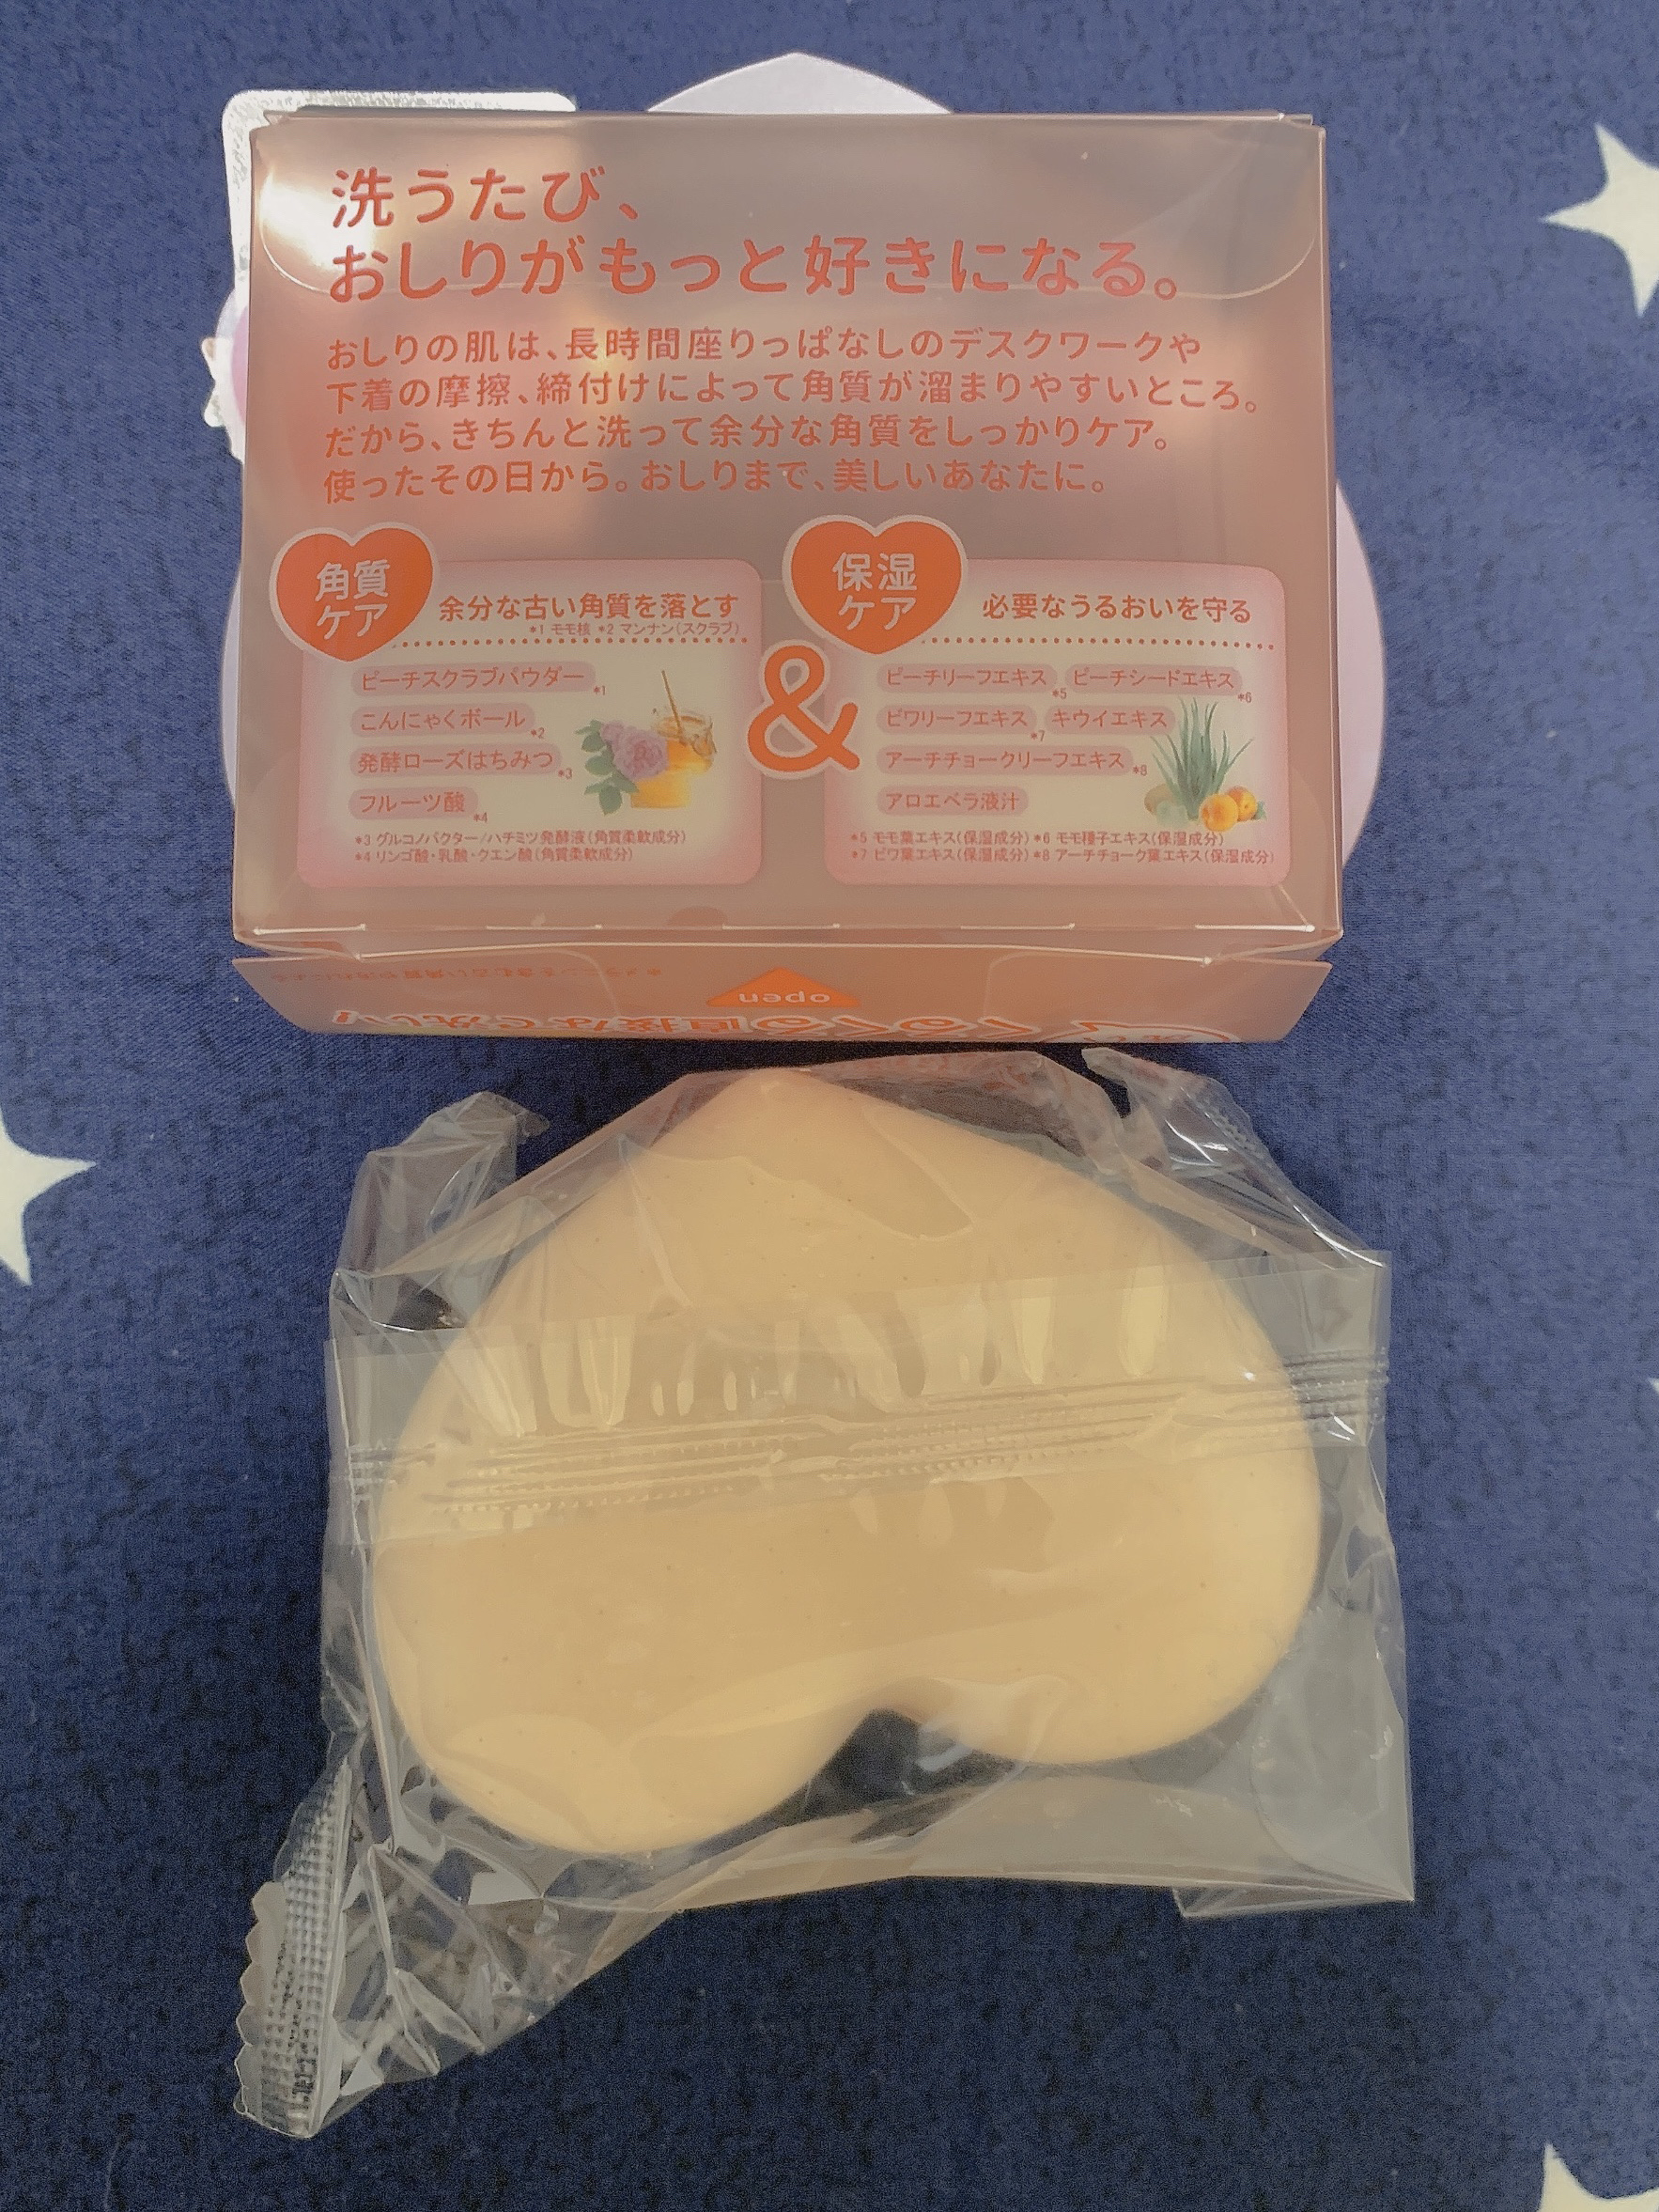 洗うたび、
おしりがもっと好きになる。
おしりの肌は、長時間座りっぱなしのデスクワークや
下着の摩擦、締付けによって角質が溜まりやすいところ。
だから、きちんと洗って余分な角質をしっかりケア。
使ったその日から。おしりまで、美しいあなたに。
角質
ケア
余分な古い角質を落とす
*1 モモ核 *2 マンナン(スクラブ)
ピーチスクラブパウダー *1
こんにゃくボール *2
発酵ローズはちみつ *3
フルーツ酸 *4
*3 グルコノバクター/ハチミツ発酵液(角質柔軟成分)
*4 リンゴ酸・乳酸・クエン酸(角質柔軟成分)
&
保湿
ケア
必要なうるおいを守る
ピーチリーフエキス *5 ピーチシードエキス *6
ビワリーフエキス *7 キウイエキス
アーチチョークリーフエキス *8
アロエベラ液汁
*5 モモ葉エキス(保湿成分) *6 モモ種子エキス(保湿成分)
*7 ビワ葉エキス(保湿成分) *8 アーチチョーク葉エキス(保湿成分)
open